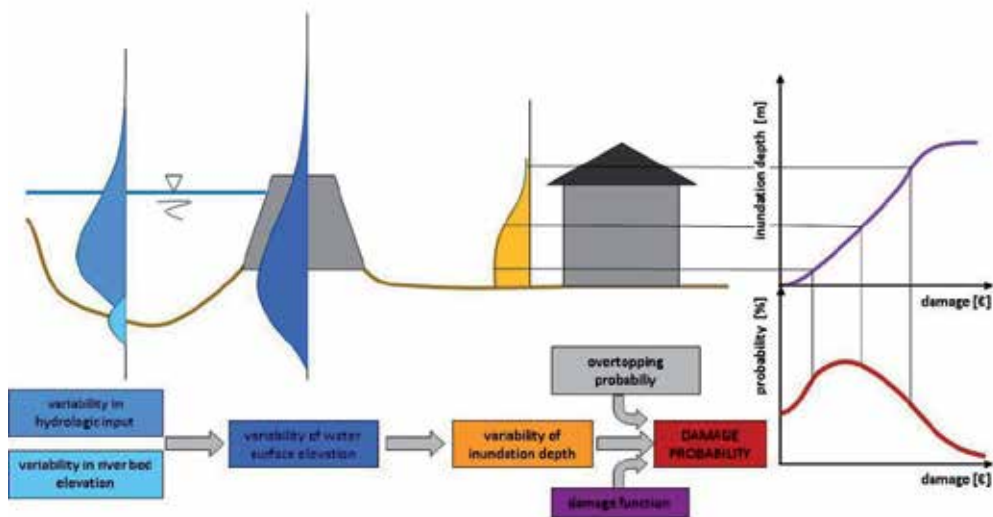 inundation depth [m]
damage [€]
probability [%]
damage [€]
overtopping
probabiliy
variability in
hydrologic input
variability in river bed
elevation
variability of water
surface elevation
variability of
inundation depth
DAMAGE
PROBABILITY
damage function